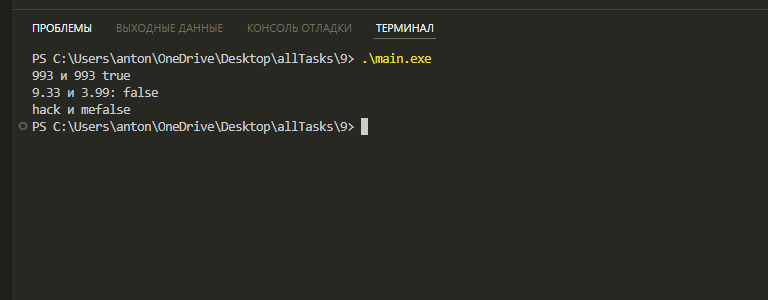 ПРОБЛЕМЫ ВЫХОДНЫЕ ДАННЫЕ КОНСОЛЬ ОТЛАДКИ ТЕРМИНАЛ
PS C:\Users\anton\OneDrive\Desktop\allTasks\9> .\main.exe
993 и 993 true
9.33 и 3.99: false
hack и mefalse
PS C:\Users\anton\OneDrive\Desktop\allTasks\9>